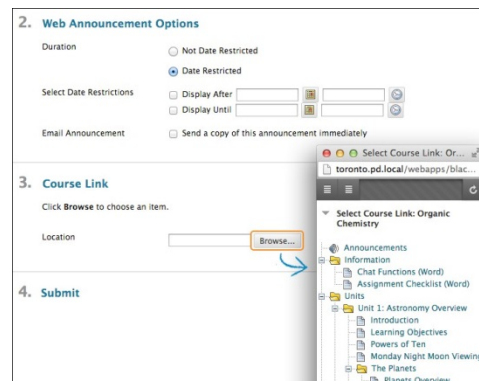 2. Web Announcement Options
Duration
Not Date Restricted
Date Restricted
Select Date Restrictions
Display After
Display Until
Email Announcement
Send a copy of this announcement immediately
3. Course Link
Click Browse to choose an item.
Location
Browse...
4. Submit
Select Course Link: Or...
toronto.pd.local/webapps/blac...
Select Course Link: Organic
Chemistry
Announcements
Information
Chat Functions (Word)
Assignment Checklist (Word)
Units
Unit 1: Astronomy Overview
Introduction
Learning Objectives
Powers of Ten
Monday Night Moon Viewing
The Planets
Planets Overview